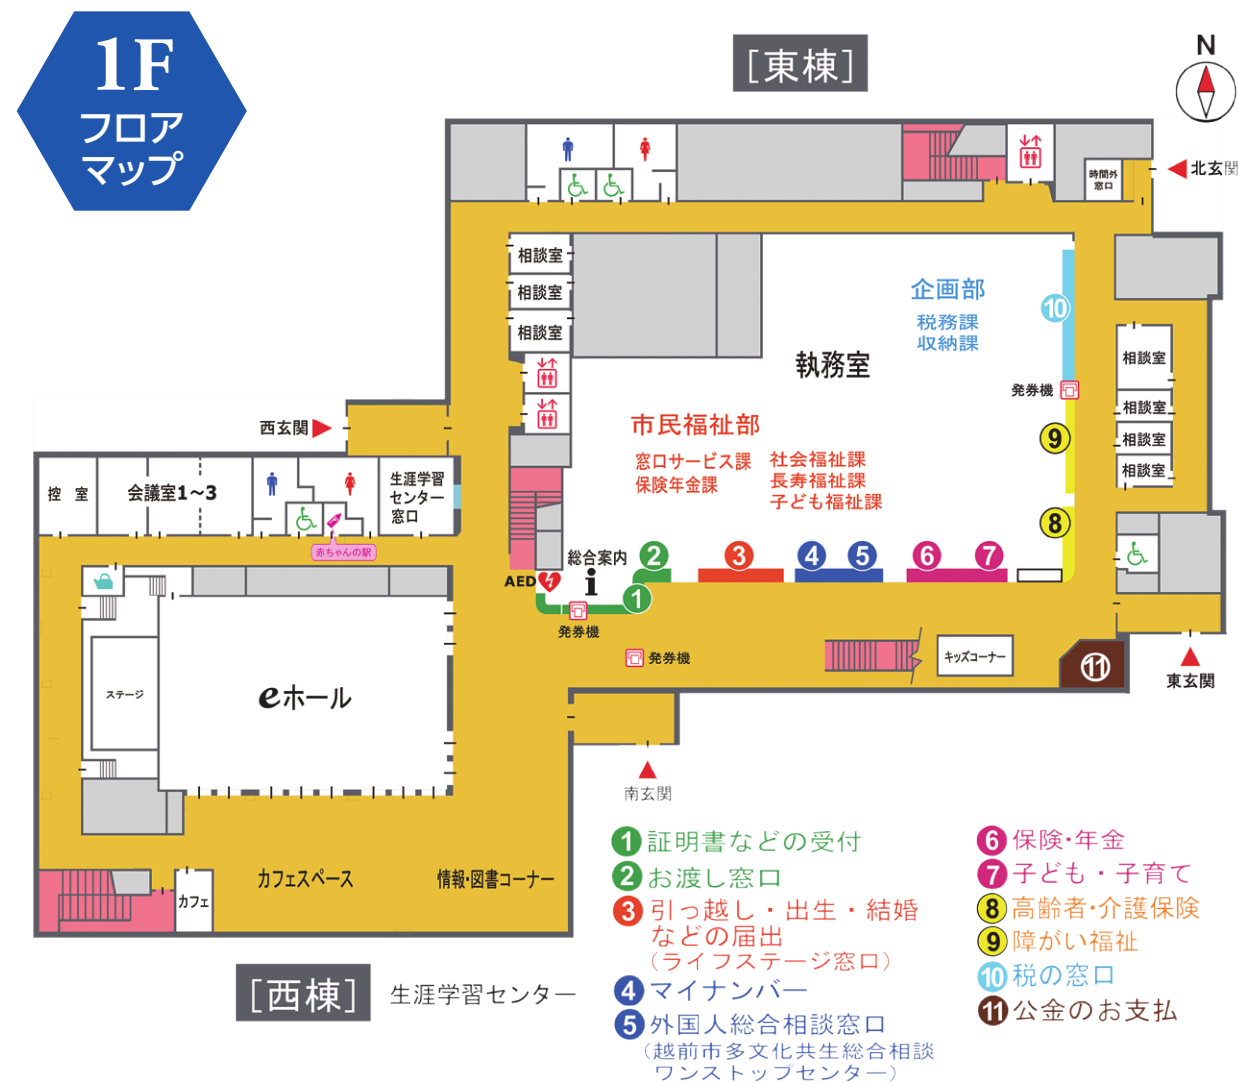 1F
フロア
マップ
[東棟]
N
北玄関
時間外
窓口
相談室
相談室
相談室
企画部
税務課
収納課
10
執務室
発券機
相談室
相談室
相談室
相談室
市民福祉部
窓口サービス課
保険年金課
社会福祉課
長寿福祉課
子ども福祉課
9
8
西玄関
控 室
会議室1～3
生涯学習
センター
窓口
赤ちゃんの駅
AED
総合案内
i
2
3
4
5
6
7
1
発券機
発券機
キッズコーナー
11
東玄関
ステージ
eホール
南玄関
カフェスペース
情報・図書コーナー
カフェ
[西棟]
生涯学習センター
1 証明書などの受付
2 お渡し窓口
3 引っ越し・出生・結婚
などの届出
（ライフステージ窓口）
4 マイナンバー
5 外国人総合相談窓口
（越前市多文化共生総合相談
ワンストップセンター）
6 保険・年金
7 子ども・子育て
8 高齢者・介護保険
9 障がい福祉
10 税の窓口
11 公金のお支払